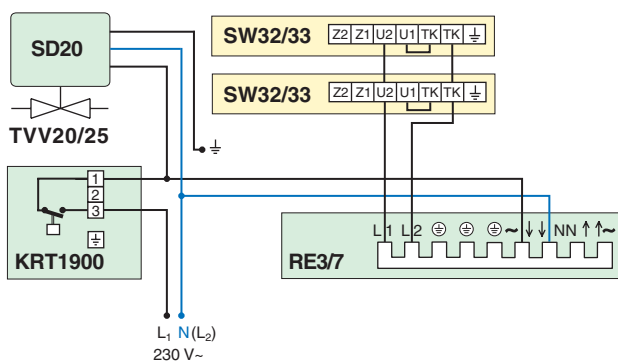 SD20
TVV20/25
SW32/33 Z2 Z1 U2 U1 TK TK ⏚
SW32/33 Z2 Z1 U2 U1 TK TK ⏚
⏚
1
2
3
⏚
KRT1900
L1 L2 ⏚ ⏚ ⏚ ~ ↓ ↓ NN ↑ ↑ ~
RE3/7
L₁ N (L₂)
230 V~